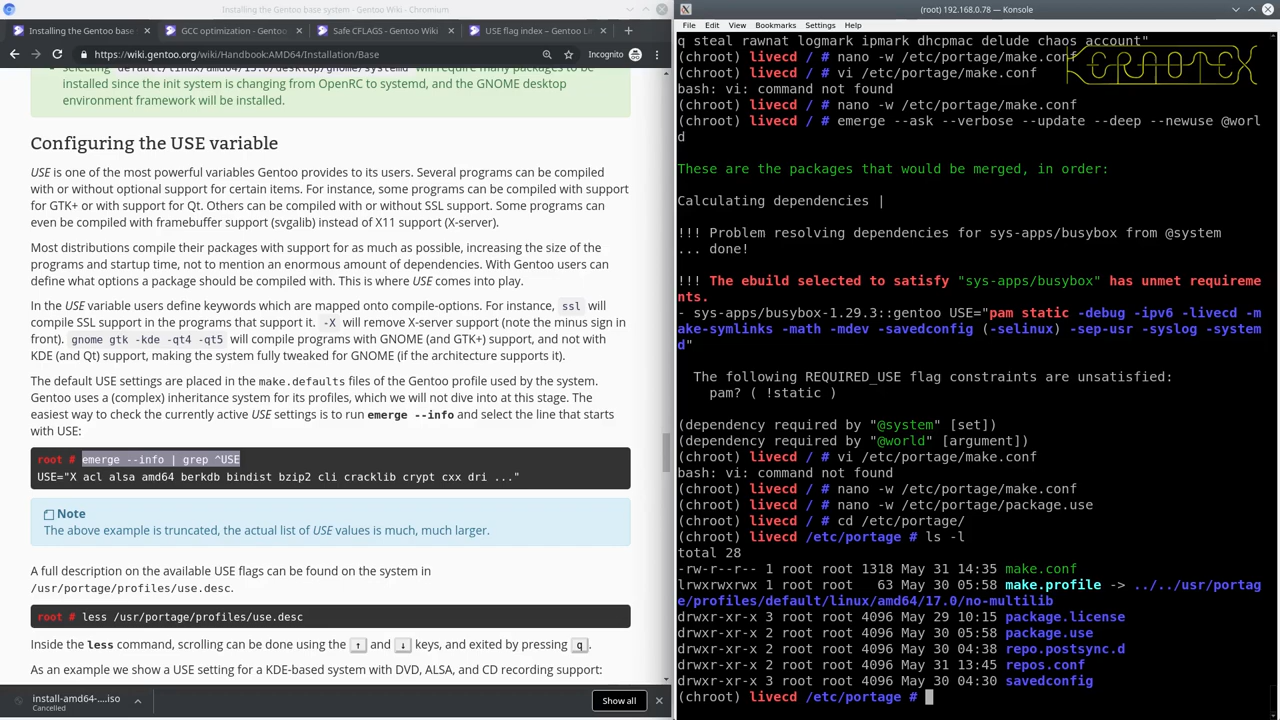 Installing the Gentoo base system - Gentoo Wiki - Chromium
Installing the Gentoo base
GCC optimization - Gentoo
Safe CFLAGS - Gentoo Wiki
USE flag index – Gentoo Lin
https://wiki.gentoo.org/wiki/Handbook:AMD64/Installation/Base
Incognito
selecting default/linux/amd64/13.0/desktop/gnome/systemd will require many packages to be
installed since the init system is changing from OpenRC to systemd, and the GNOME desktop
environment framework will be installed.
Configuring the USE variable
USE is one of the most powerful variables Gentoo provides to its users. Several programs can be compiled
with or without optional support for certain items. For instance, some programs can be compiled with support
for GTK+ or with support for Qt. Others can be compiled with or without SSL support. Some programs can
even be compiled with framebuffer support (svgalib) instead of X11 support (X-server).
Most distributions compile their packages with support for as much as possible, increasing the size of the
programs and startup time, not to mention an enormous amount of dependencies. With Gentoo users can
define what options a package should be compiled with. This is where USE comes into play.
In the USE variable users define keywords which are mapped onto compile-options. For instance, ssl will
compile SSL support in the programs that support it. -X will remove X-server support (note the minus sign in
front). gnome gtk -kde -qt4 -qt5 will compile programs with GNOME (and GTK+) support, and not with
KDE (and Qt) support, making the system fully tweaked for GNOME (if the architecture supports it).
The default USE settings are placed in the make.defaults files of the Gentoo profile used by the system.
Gentoo uses a (complex) inheritance system for its profiles, which we will not dive into at this stage. The
easiest way to check the currently active USE settings is to run emerge --info and select the line that starts
with USE:
root # emerge --info | grep ^USE
USE="X acl alsa amd64 berkdb bindist bzip2 cli cracklib crypt cxx dri ..."
Note
The above example is truncated, the actual list of USE values is much, much larger.
A full description on the available USE flags can be found on the system in
/usr/portage/profiles/use.desc.
root # less /usr/portage/profiles/use.desc
Inside the less command, scrolling can be done using the ↑ and ↓ keys, and exited by pressing q.
As an example we show a USE setting for a KDE-based system with DVD, ALSA, and CD recording support:
install-amd64-....iso
Cancelled
Show all
(root) 192.168.0.78 — Konsole
File Edit View Bookmarks Settings Help
q steal rawnat logmark ipmark dhcpmac delude chaos account"
(chroot) livecd / # nano -w /etc/portage/make.conf
(chroot) livecd / # vi /etc/portage/make.conf
bash: vi: command not found
(chroot) livecd / # nano -w /etc/portage/make.conf
(chroot) livecd / # emerge --ask --verbose --update --deep --newuse @worl
d
These are the packages that would be merged, in order:
Calculating dependencies |
!!! Problem resolving dependencies for sys-apps/busybox from @system
... done!
!!! The ebuild selected to satisfy "sys-apps/busybox" has unmet requireme
nts.
- sys-apps/busybox-1.29.3::gentoo USE="pam static -debug -ipv6 -livecd -m
ake-symlinks -math -mdev -savedconfig (-selinux) -sep-usr -syslog -system
d"
The following REQUIRED_USE flag constraints are unsatisfied:
pam? ( !static )
(dependency required by "@system" [set])
(dependency required by "@world" [argument])
(chroot) livecd / # vi /etc/portage/make.conf
bash: vi: command not found
(chroot) livecd / # nano -w /etc/portage/make.conf
(chroot) livecd / # nano -w /etc/portage/package.use
(chroot) livecd / # cd /etc/portage/
(chroot) livecd /etc/portage # ls -l
total 28
-rw-r--r-- 1 root root 1318 May 31 14:35 make.conf
lrwxrwxrwx 1 root root 63 May 30 05:58 make.profile -> ../../usr/portag
e/profiles/default/linux/amd64/17.0/no-multilib
drwxr-xr-x 3 root root 4096 May 29 10:15 package.license
drwxr-xr-x 2 root root 4096 May 30 05:58 package.use
drwxr-xr-x 2 root root 4096 May 30 04:38 repo.postsync.d
drwxr-xr-x 2 root root 4096 May 31 13:45 repos.conf
drwxr-xr-x 2 root root 4096 May 30 04:30 savedconfig
(chroot) livecd /etc/portage #